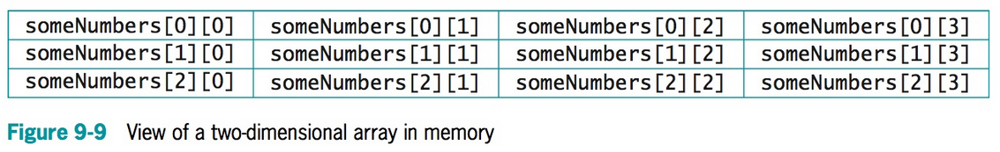 someNumbers[0][0] someNumbers[0][1] someNumbers[0][2] someNumbers[0][3]
someNumbers[1][0] someNumbers[1][1] someNumbers[1][2] someNumbers[1][3]
someNumbers[2][0] someNumbers[2][1] someNumbers[2][2] someNumbers[2][3]
Figure 9-9 View of a two-dimensional array in memory